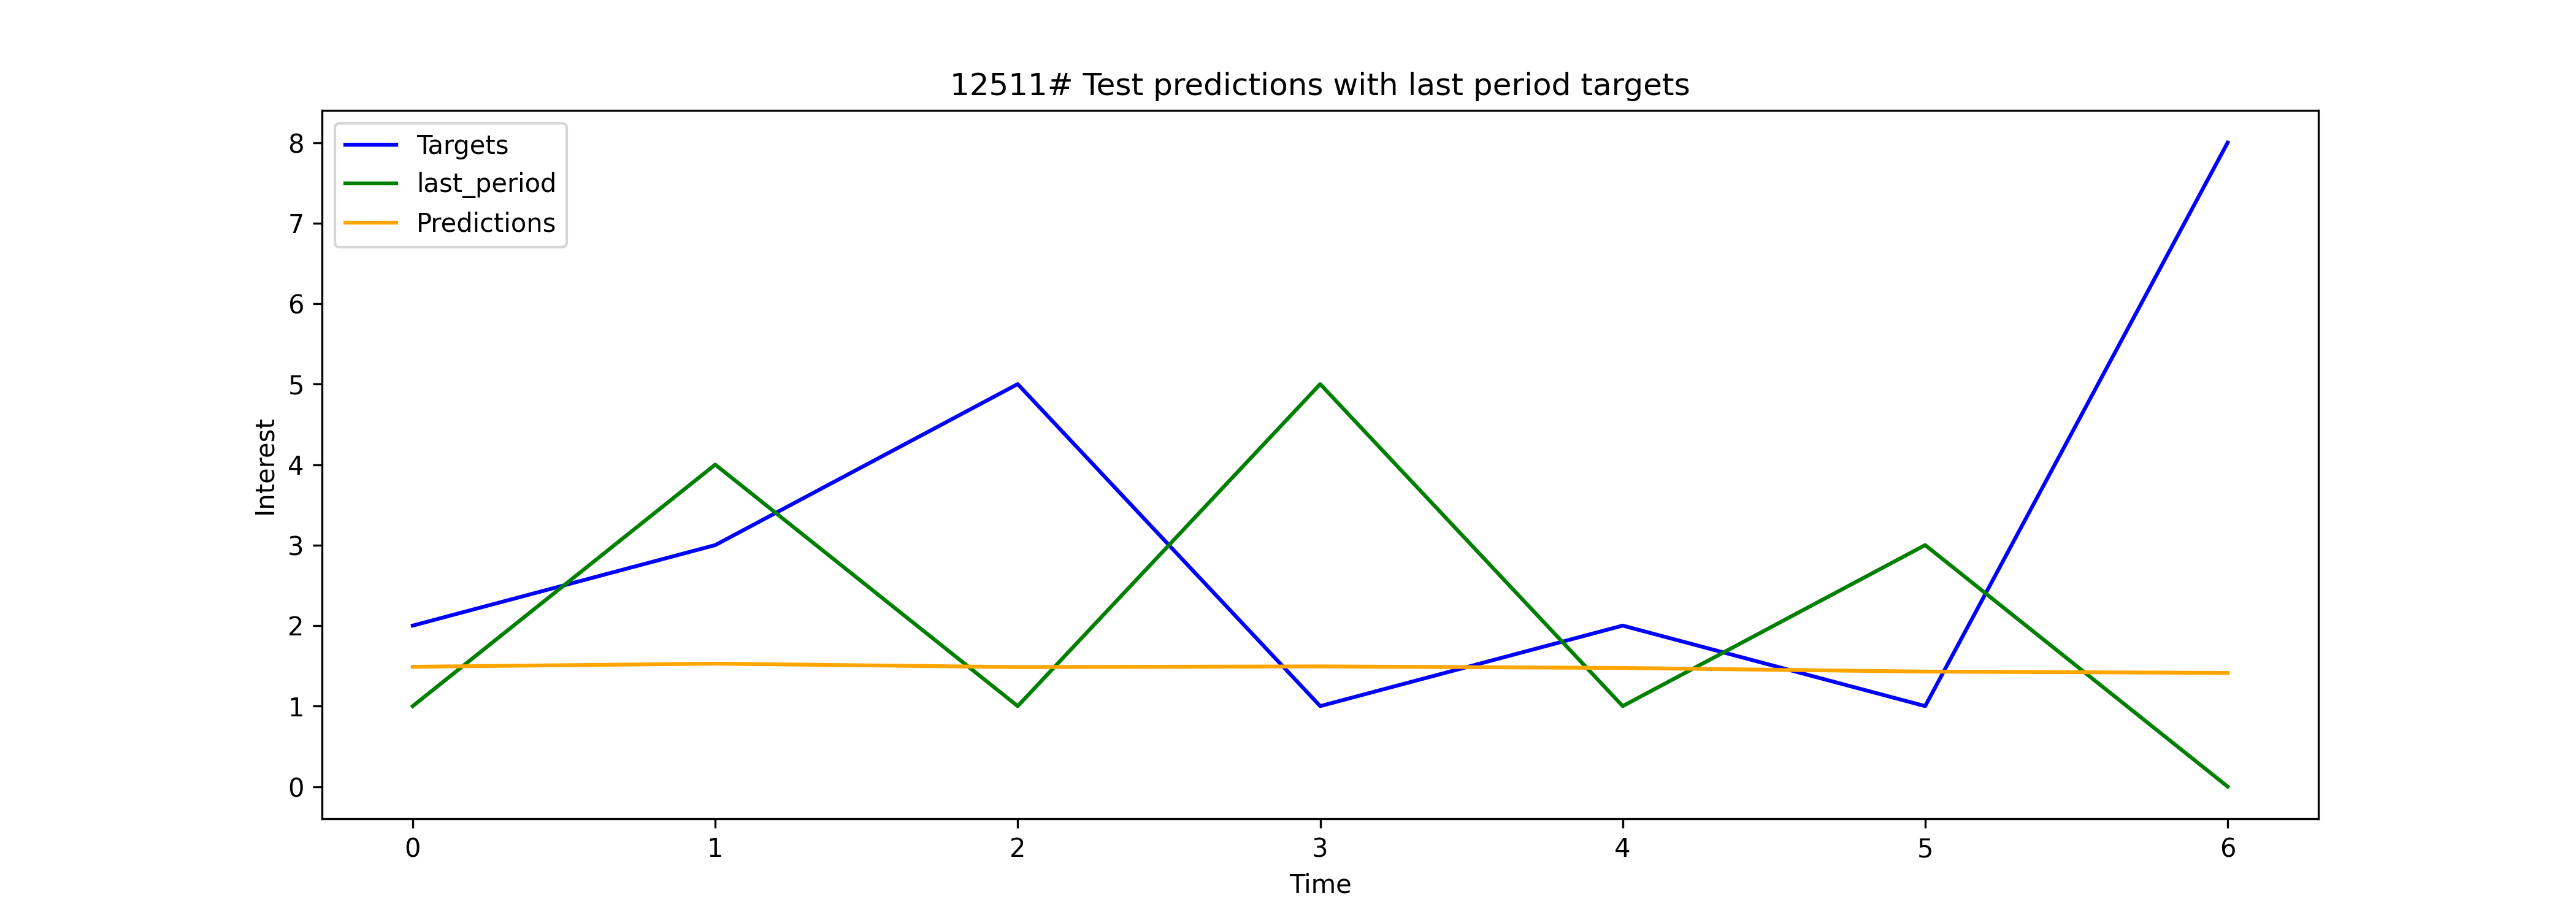 12511# Test predictions with last period targets
Targets
last_period
Predictions
Interest
8
7
6
5
4
3
2
1
0
0 1 2 3 4 5 6
Time